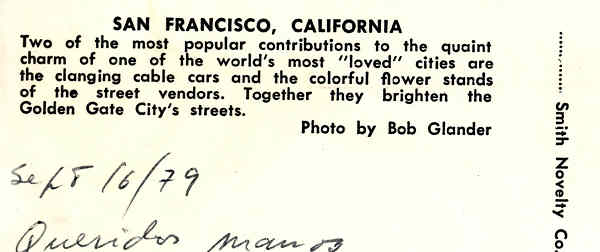 SAN FRANCISCO, CALIFORNIA
Two of the most popular contributions to the quaint
charm of one of the world's most "loved" cities are
the clanging cable cars and the colorful flower stands
of the street vendors. Together they brighten the
Golden Gate City's streets.
Photo by Bob Glander
Sept 16/79
Queridos manos
Smith Novelty Co.